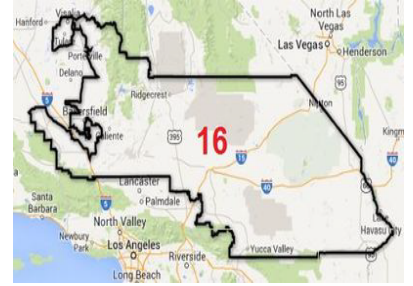 North Las Vegas
Visalia
Hanford
Las Vegas
Henderson
Tulare
Porterville
Delano
95
Ridgecrest
5
Bakersfield
Nipton
Caliente
395
16
15
Kingm
40
40
Lancaster
Santa Barbara
5
Palmdale
Lake Havasu City
North Valley
Newbury Park
Los Angeles
Yucca Valley
Riverside
Long Beach